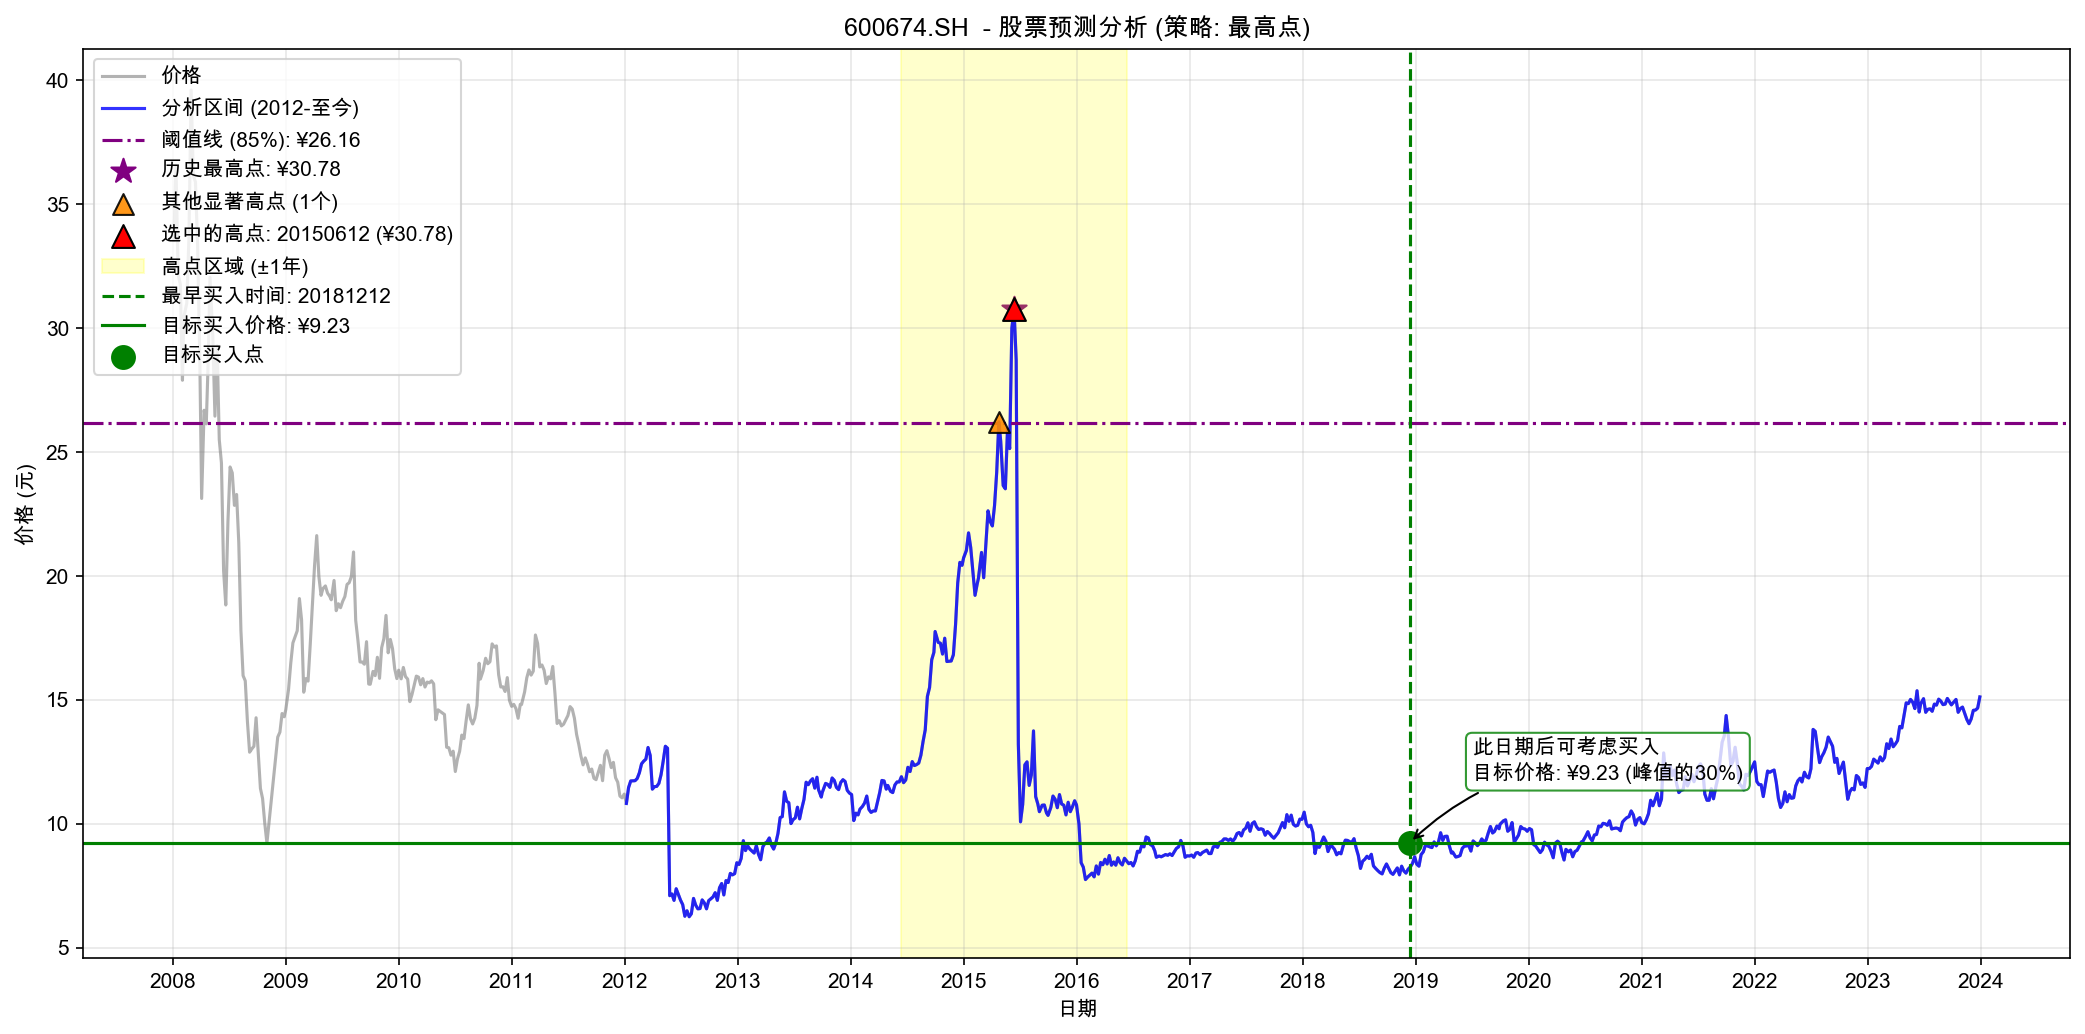 600674.SH - 股票预测分析 (策略: 最高点)
价格
分析区间 (2012-至今)
阈值线 (85%): ¥26.16
历史最高点: ¥30.78
其他显著高点 (1个)
选中的高点: 20150612 (¥30.78)
高点区域 (±1年)
最早买入时间: 20181212
目标买入价格: ¥9.23
目标买入点
价格 (元)
40
35
30
25
20
15
10
5
此日期后可考虑买入
目标价格: ¥9.23 (峰值的30%)
2008 2009 2010 2011 2012 2013 2014 2015 2016 2017 2018 2019 2020 2021 2022 2023 2024
日期